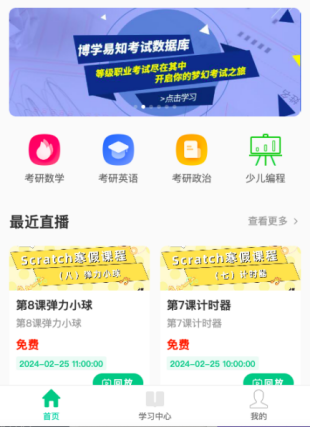 博学易知考试数据库
等级职业考试尽在其中
开启你的梦幻考试之旅
>点击学习
考研数学
考研英语
考研政治
少儿编程
最近直播
查看更多 >
Scratch寒假课程
(八)弹力小球
Scratch寒假课程
(七)计时器
第8课弹力小球
第7课计时器
第8课弹力小球
第7课计时器
免费
免费
2024-02-25 11:00:00
2024-02-25 10:00:00
回放
回放
首页
学习中心
我的